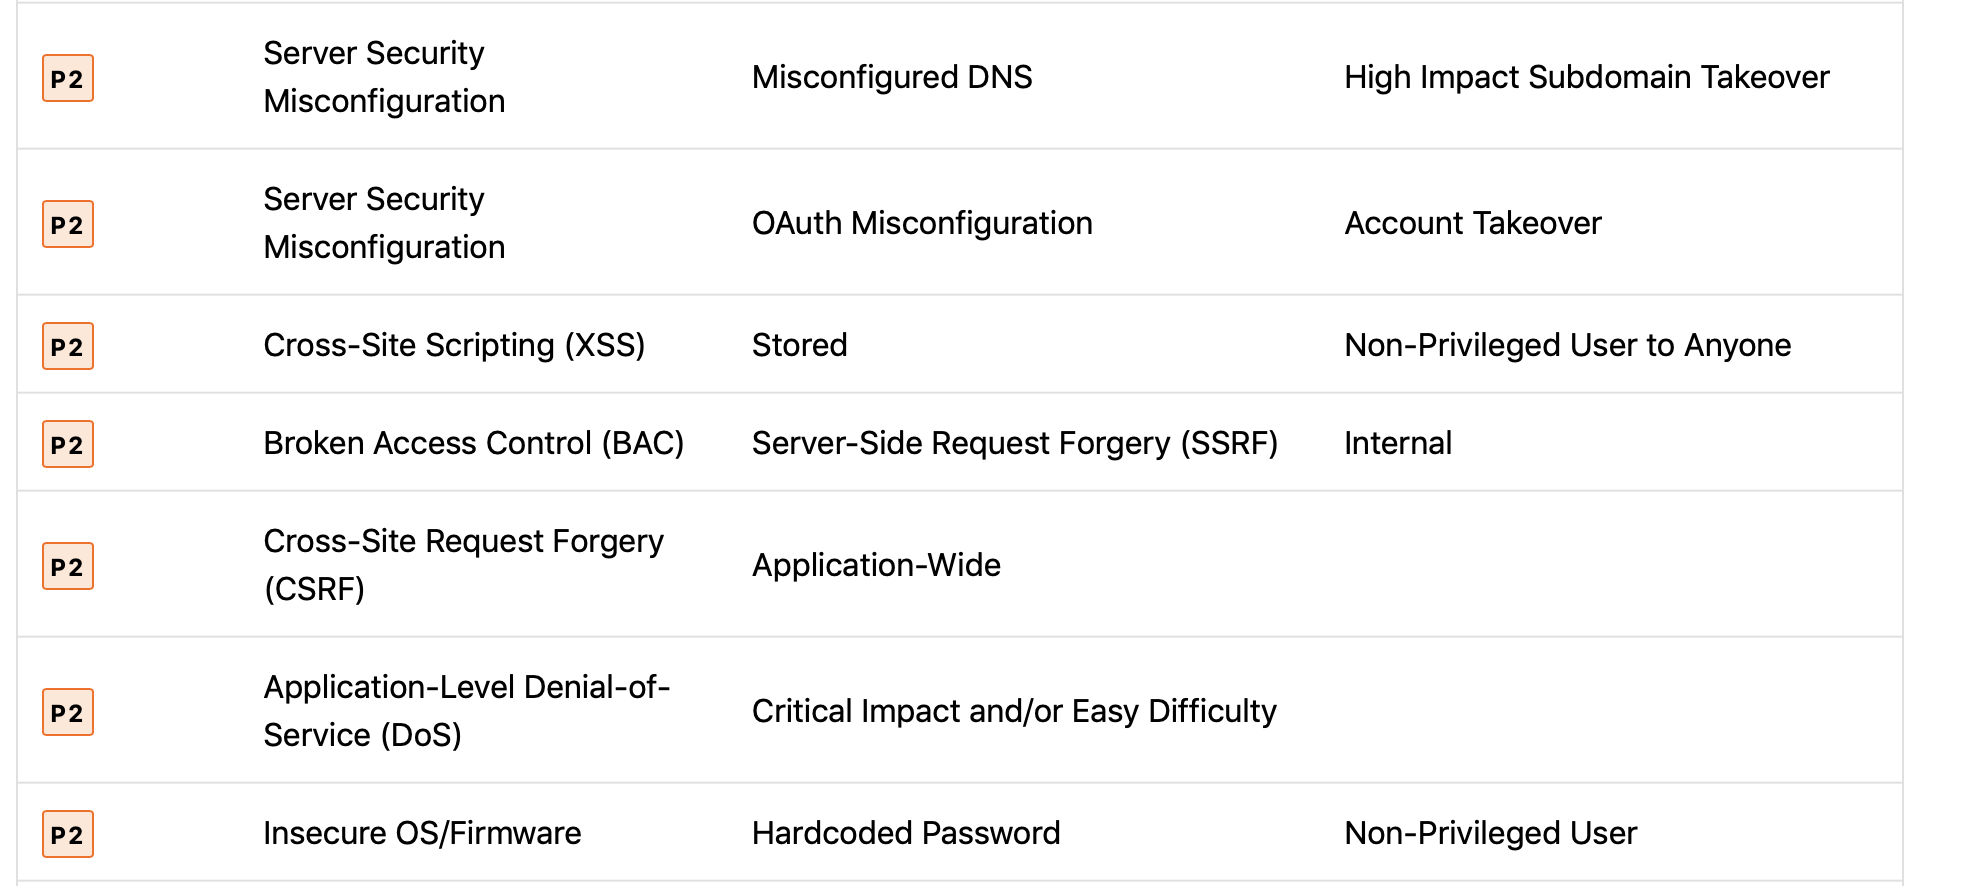 P2
Server Security
Misconfiguration
Misconfigured DNS
High Impact Subdomain Takeover
P2
Server Security
Misconfiguration
OAuth Misconfiguration
Account Takeover
P2
Cross-Site Scripting (XSS)
Stored
Non-Privileged User to Anyone
P2
Broken Access Control (BAC)
Server-Side Request Forgery (SSRF)
Internal
P2
Cross-Site Request Forgery
(CSRF)
Application-Wide
P2
Application-Level Denial-of-
Service (DoS)
Critical Impact and/or Easy Difficulty
P2
Insecure OS/Firmware
Hardcoded Password
Non-Privileged User